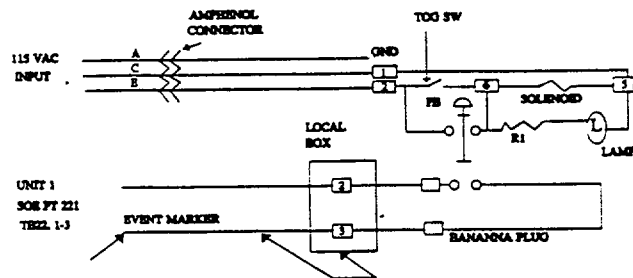 AMPHENOL
CONNECTOR
TOG SW
115 VAC
INPUT
A
C
E
GND
1
2
PB
6
SOLENOID
5
R1
L
LAMP
LOCAL
BOX
UNIT 1
SOE PT 221
TB22. 1-3
EVENT MARKER
2
3
BANANNA PLUG